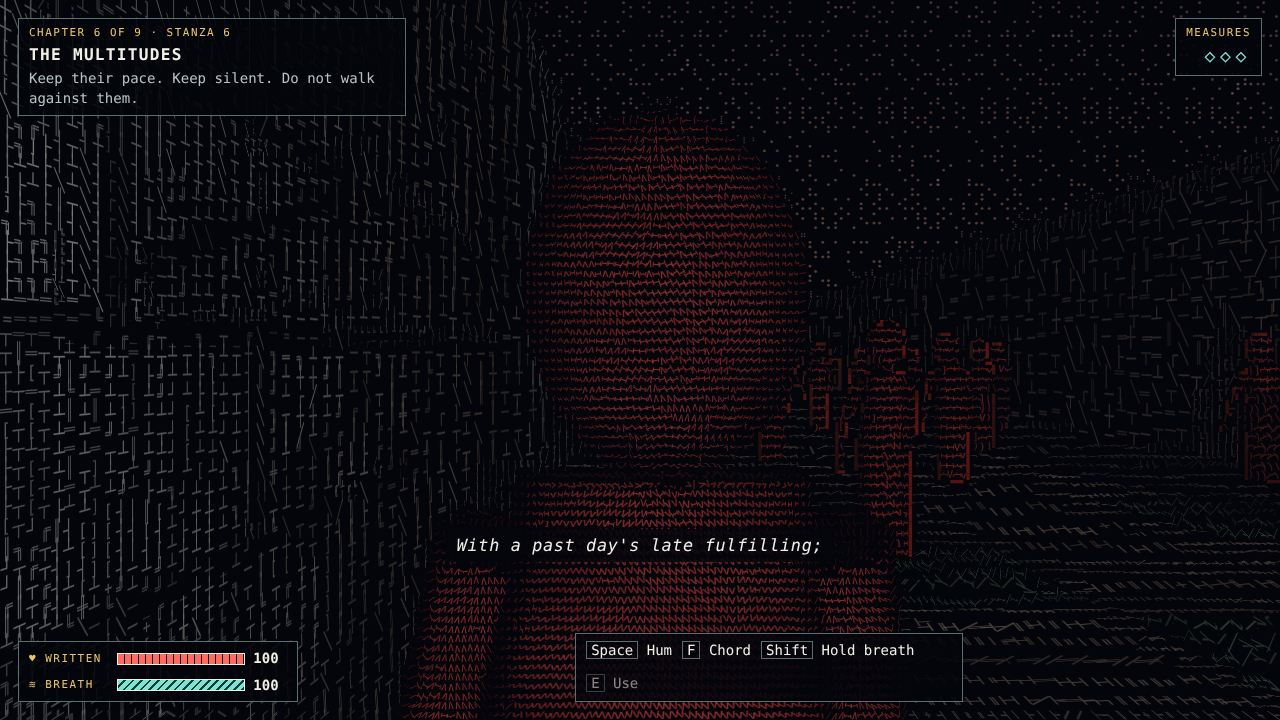 CHAPTER 6 OF 9 · STANZA 6
THE MULTITUDES
Keep their pace. Keep silent. Do not walk
against them.
MEASURES
◇◇◇
With a past day's late fulfilling;
♥ WRITTEN 100
≋ BREATH 100
Space Hum F Chord Shift Hold breath
E Use